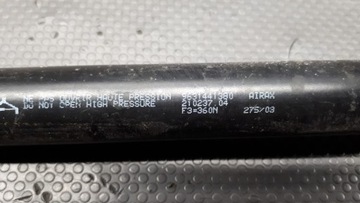 HAUTE PRESSION 9631441380 AIRAX
DO NOT OPEN HIGH PRESSURE 210237 04
F3=360N 275/03